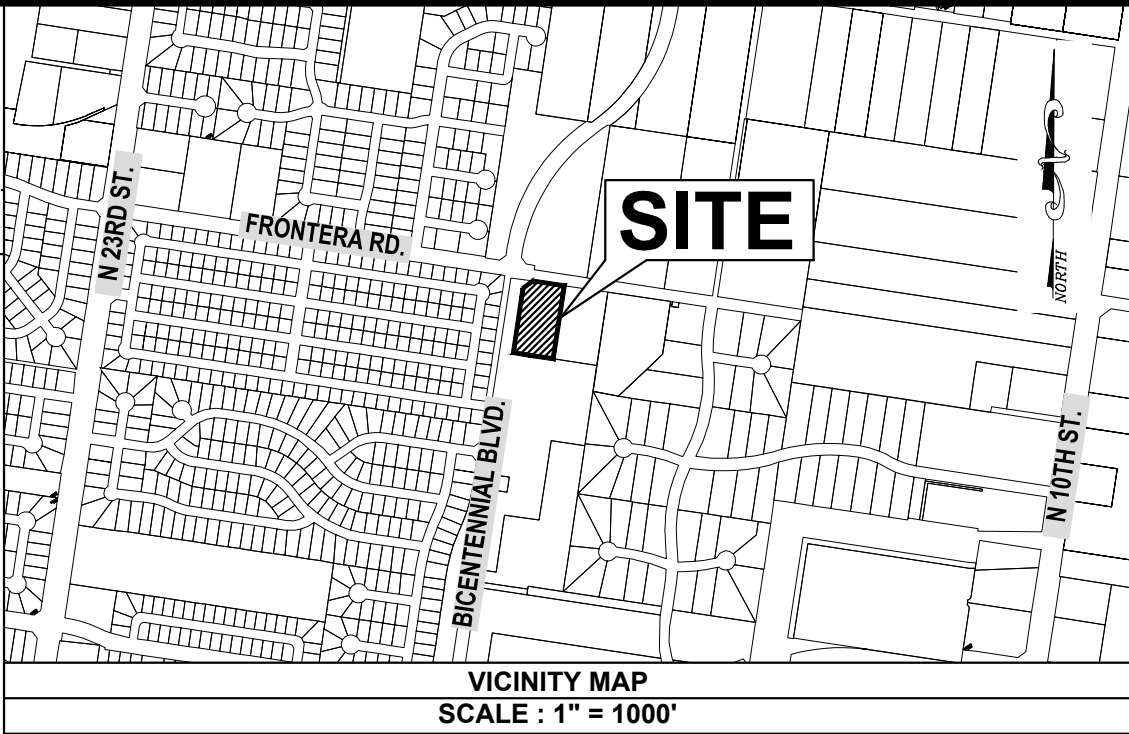 SITE
N 23RD ST.
FRONTERA RD.
NORTH
BICENTENNIAL BLVD.
N 10TH ST.
VICINITY MAP
SCALE : 1" = 1000'